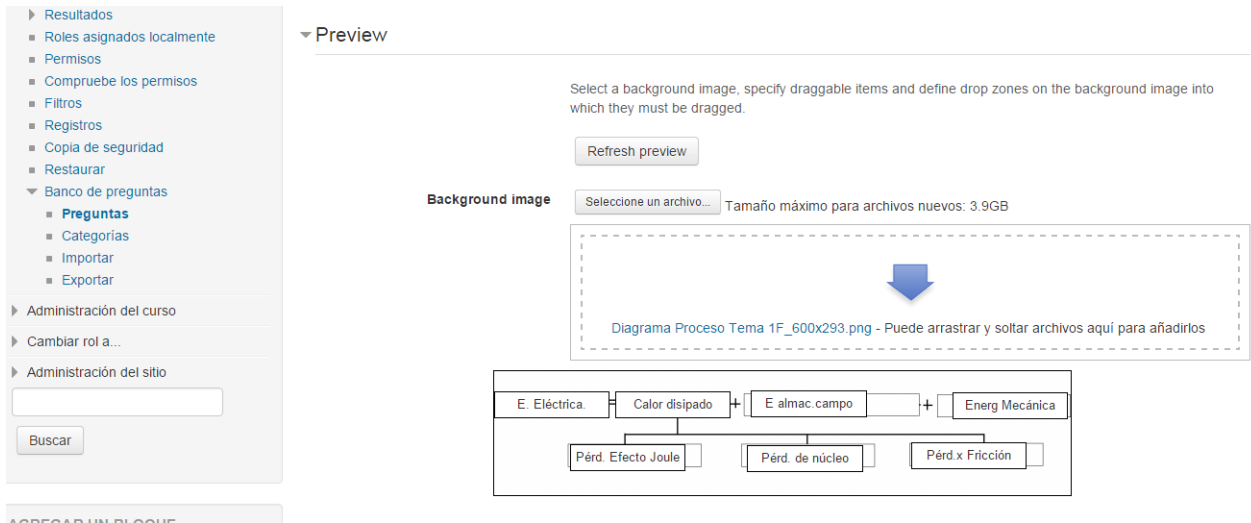 Resultados
Roles asignados localmente
Permisos
Compruebe los permisos
Filtros
Registros
Copia de seguridad
Restaurar
Banco de preguntas
Preguntas
Categorías
Importar
Exportar
Administración del curso
Cambiar rol a...
Administración del sitio
Buscar
AGREGAR UN BLOQUE
Preview
Select a background image, specify draggable items and define drop zones on the background image into
which they must be dragged.
Refresh preview
Background image
Seleccione un archivo... Tamaño máximo para archivos nuevos: 3.9GB
Diagrama Proceso Tema 1F_600x293.png - Puede arrastrar y soltar archivos aquí para añadirlos
E. Eléctrica. = Calor disipado + E almac.campo + Energ Mecánica
Pérd. Efecto Joule Pérd. de núcleo Pérd.x Fricción